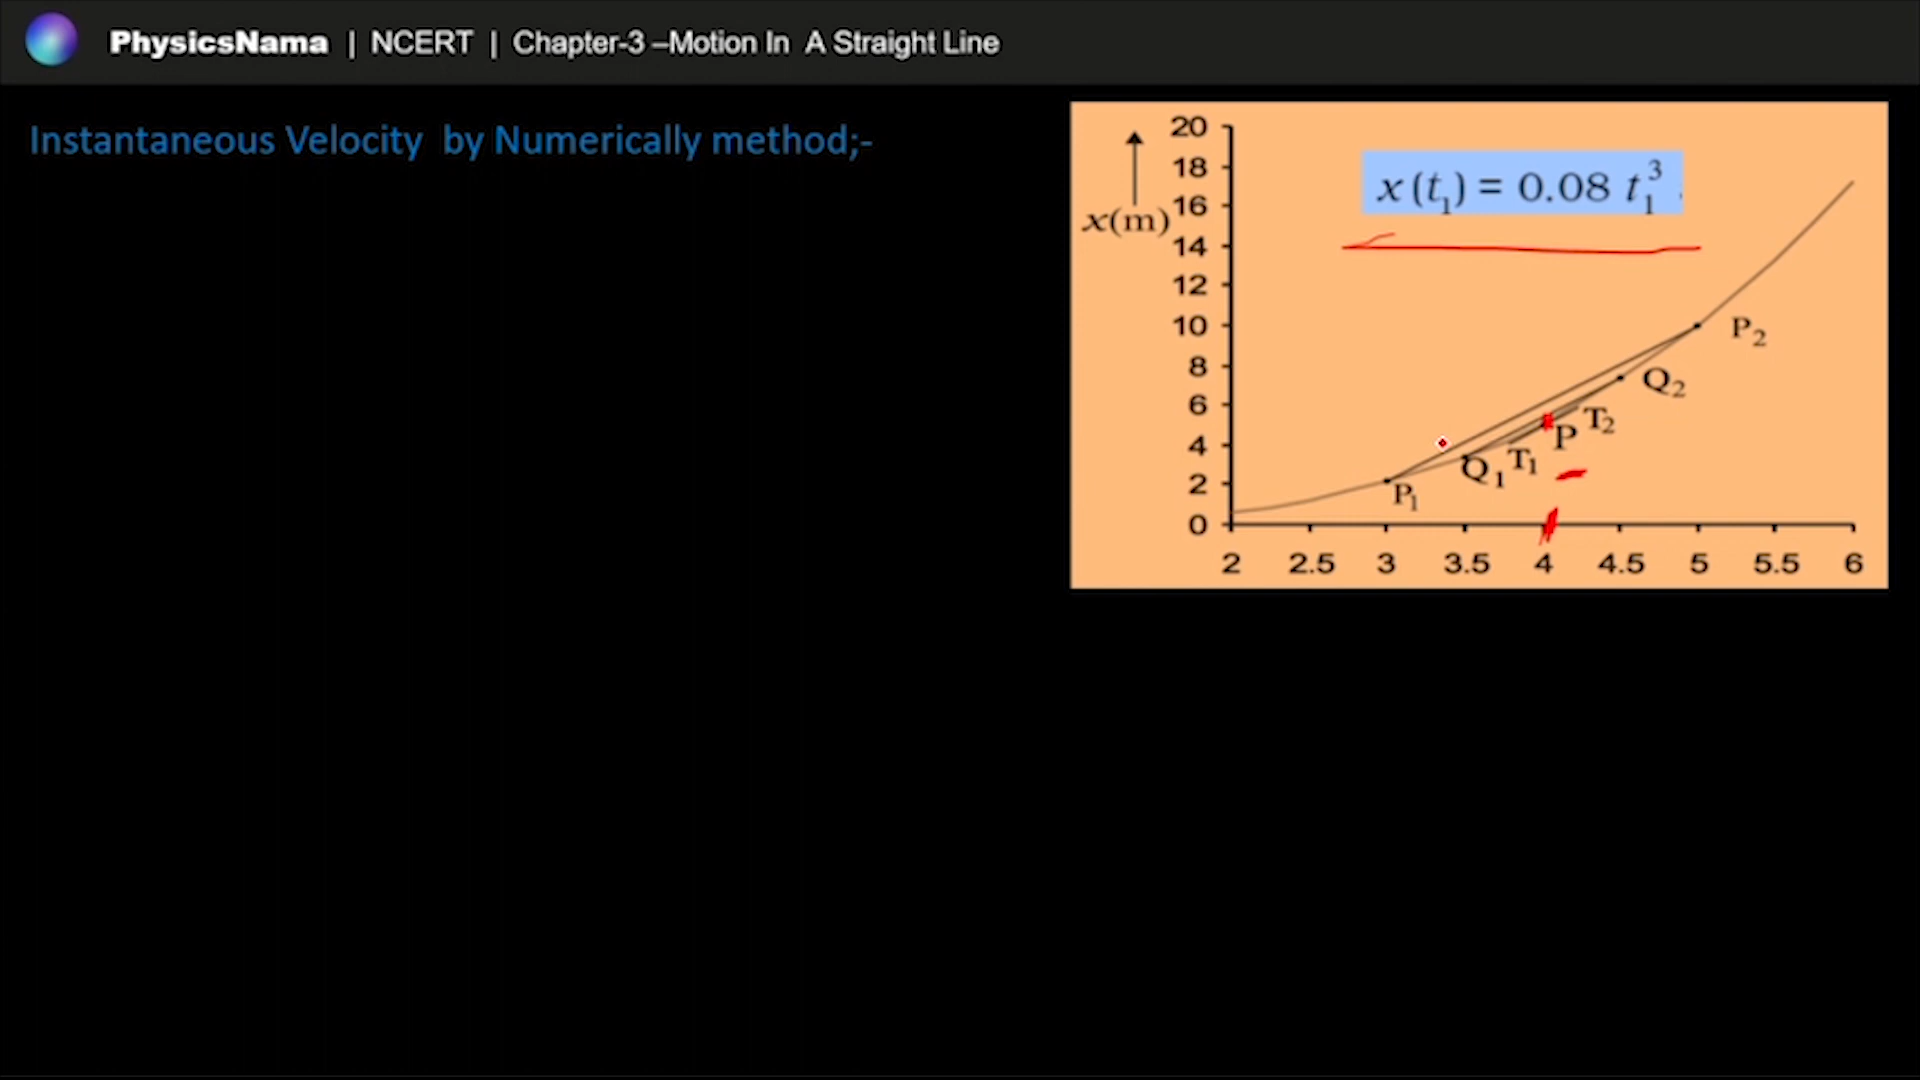 PhysicsNama | NCERT | Chapter-3 –Motion In A Straight Line
Instantaneous Velocity by Numerically method;-
x(m)
20
18
16
14
12
10
8
6
4
2
0
x (t₁) = 0.08 t₁³
P₂
Q₂
T₂
P
T₁
Q₁
P₁
2 2.5 3 3.5 4 4.5 5 5.5 6